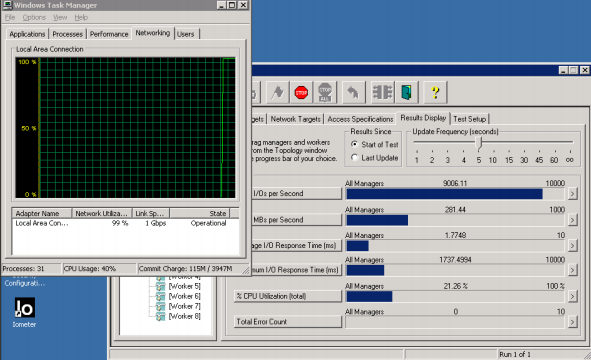 Windows Task Manager
File Options View Help
Applications Processes Performance Networking Users
Local Area Connection
100 %
50 %
0 %
Adapter Name Network Utiliza... Link Sp... State
Local Area Con... 99 % 1 Gbps Operational
Processes: 31 CPU Usage: 40% Commit Charge: 115M / 3947M
Configurati...
Iometer
[Worker 5]
[Worker 6]
[Worker 7]
[Worker 8]
STOP
STOP
ALL
gets Network Targets Access Specifications Results Display Test Setup
rag managers and workers
rom the Topology window
e progress bar of your choice.
Results Since
Start of Test
Last Update
Update Frequency (seconds)
1 2 3 4 5 10 15 30 45 60 ∞
All Managers 9006.11 10000
I/Os per Second
All Managers 281.44 1000
MBs per Second
All Managers 1.7748 10
age I/O Response Time (ms)
All Managers 1737.4994 10000
mum I/O Response Time (ms)
All Managers 21.26 % 100 %
% CPU Utilization (total)
All Managers 0 10
Total Error Count
Run 1 of 1